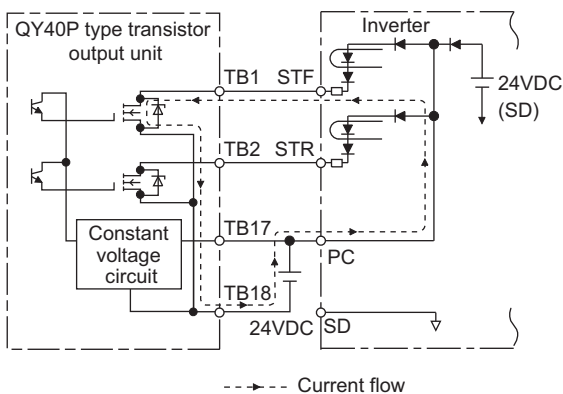 QY40P type transistor
output unit
Inverter
TB1 STF
24VDC
(SD)
TB2 STR
Constant
voltage
circuit
TB17
PC
TB18
24VDC SD
Current flow